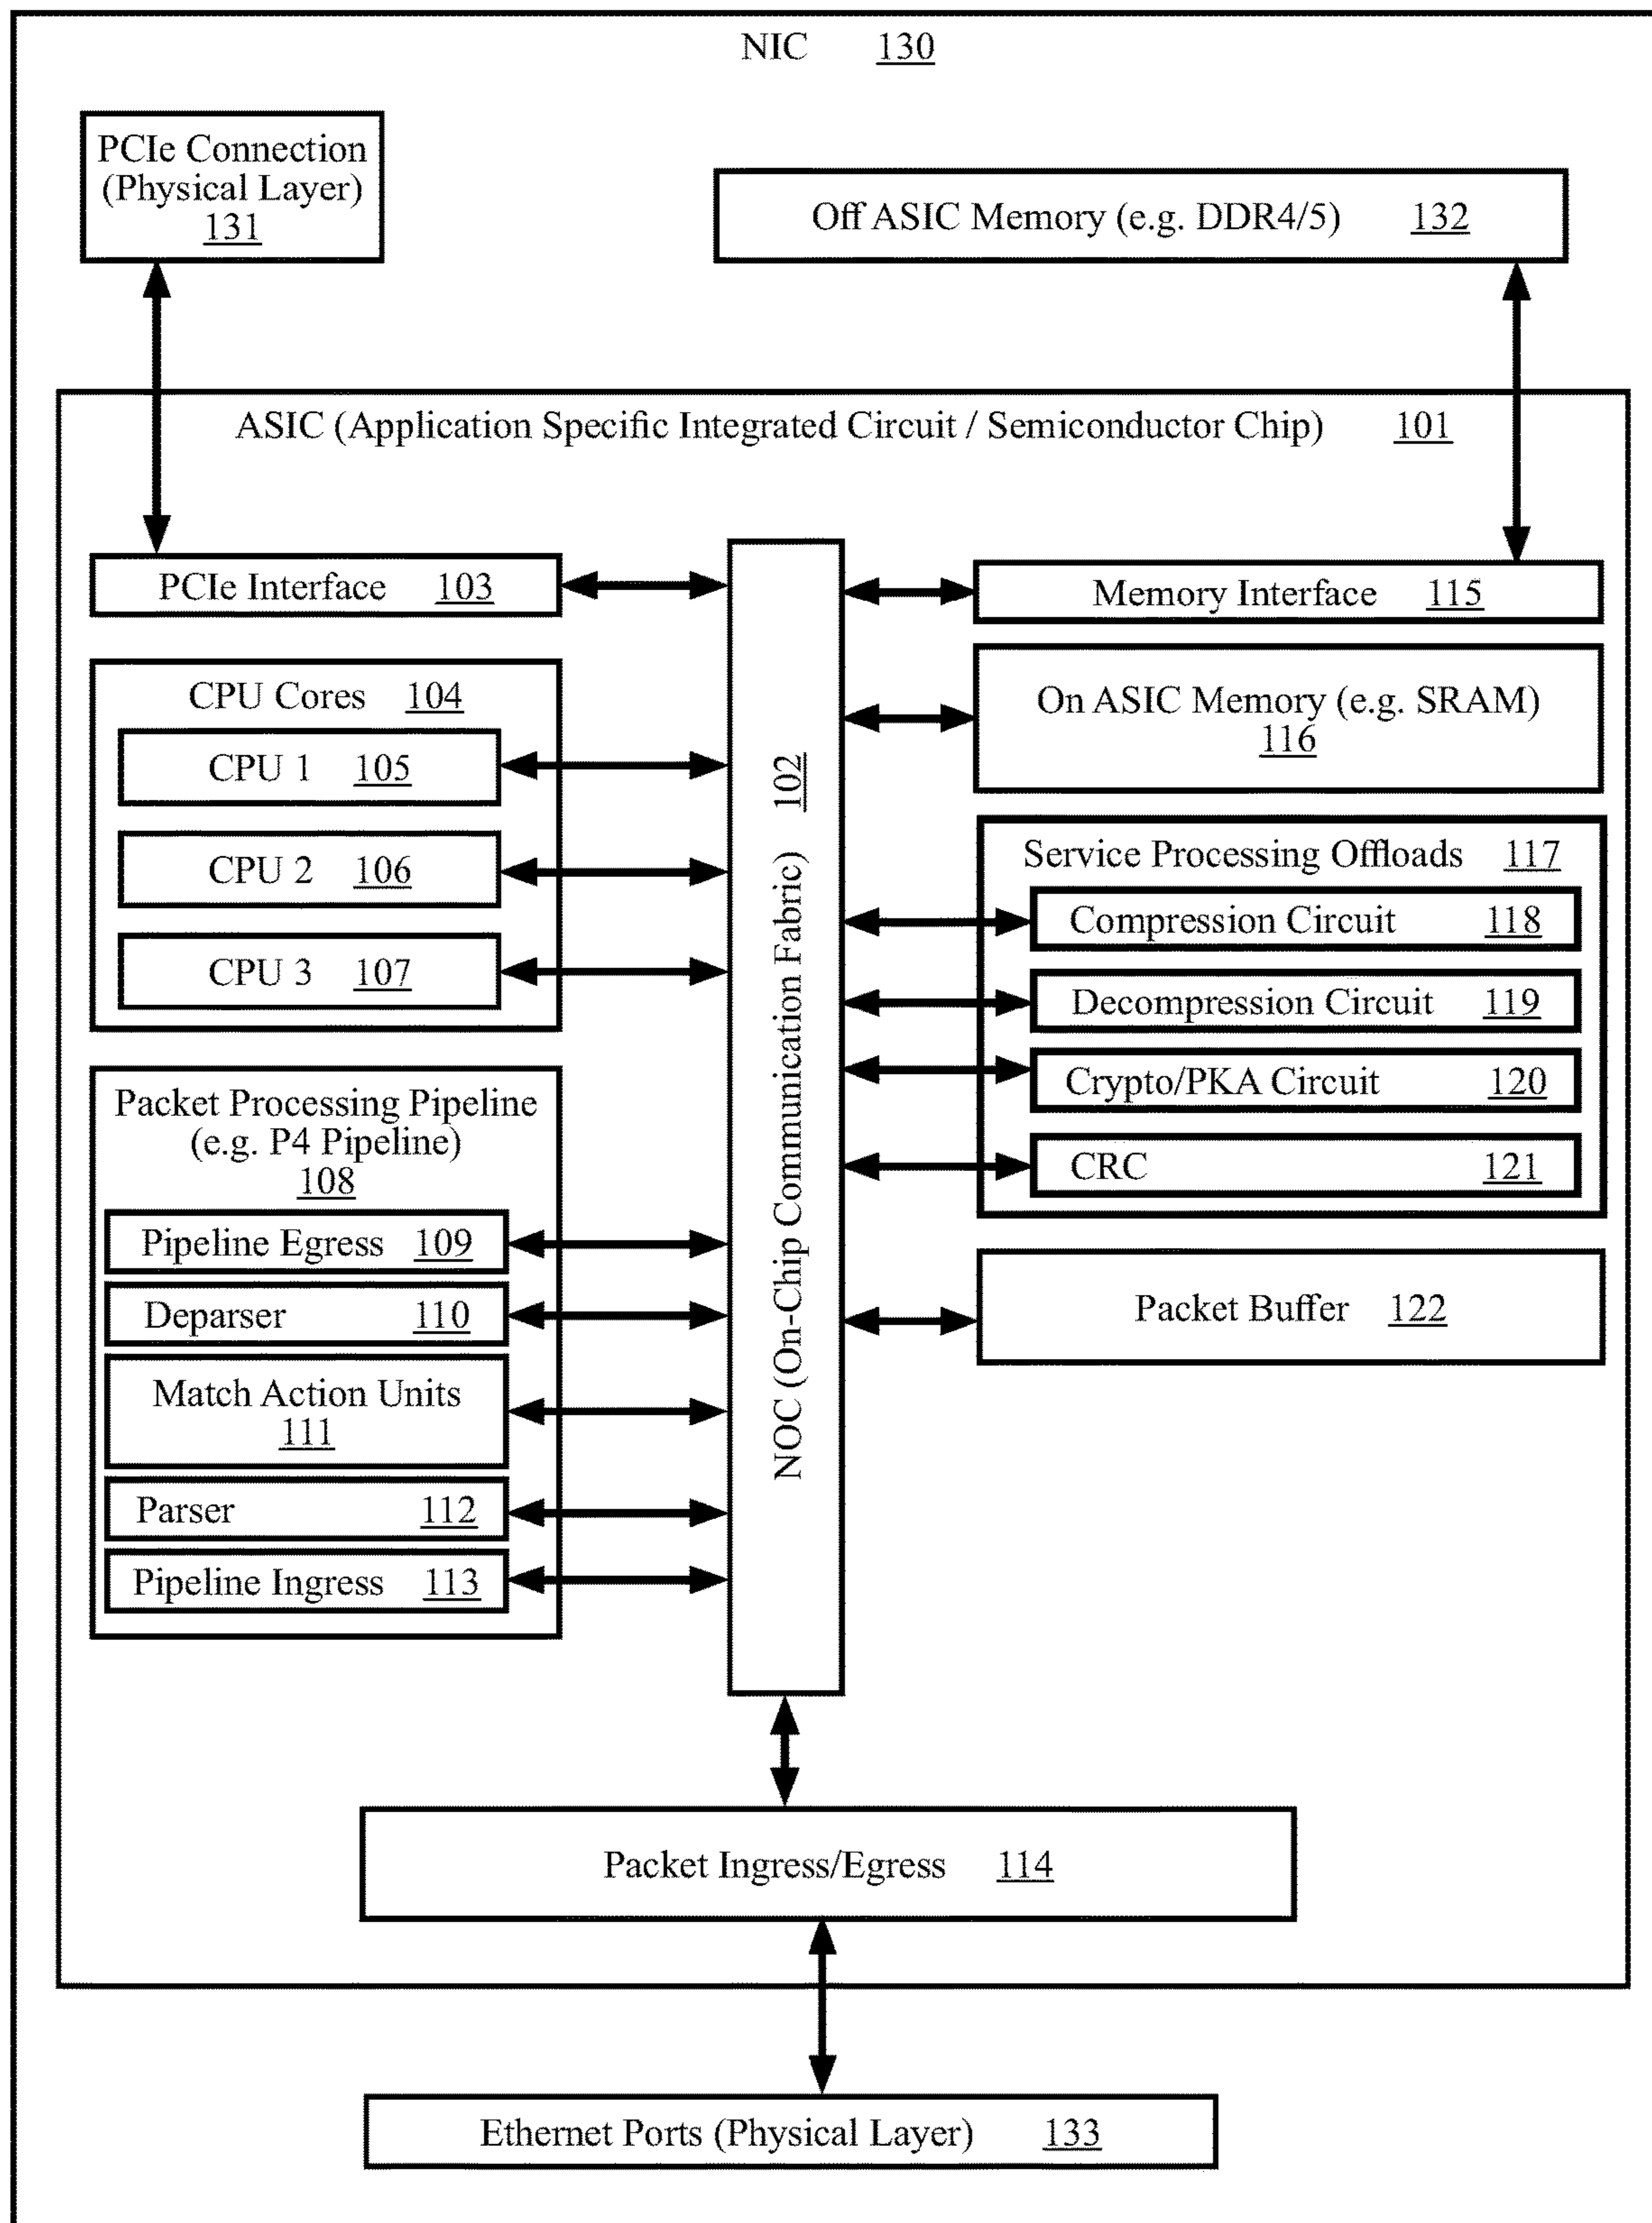 NIC 130
PCIe Connection
(Physical Layer)
131
Off ASIC Memory (e.g. DDR4/5) 132
ASIC (Application Specific Integrated Circuit / Semiconductor Chip) 101
PCIe Interface 103
CPU Cores 104
CPU 1 105
CPU 2 106
CPU 3 107
Packet Processing Pipeline
(e.g. P4 Pipeline)
108
Pipeline Egress 109
Deparser 110
Match Action Units
111
Parser 112
Pipeline Ingress 113
NOC (On-Chip Communication Fabric) 102
Memory Interface 115
On ASIC Memory (e.g. SRAM)
116
Service Processing Offloads 117
Compression Circuit 118
Decompression Circuit 119
Crypto/PKA Circuit 120
CRC 121
Packet Buffer 122
Packet Ingress/Egress 114
Ethernet Ports (Physical Layer) 133